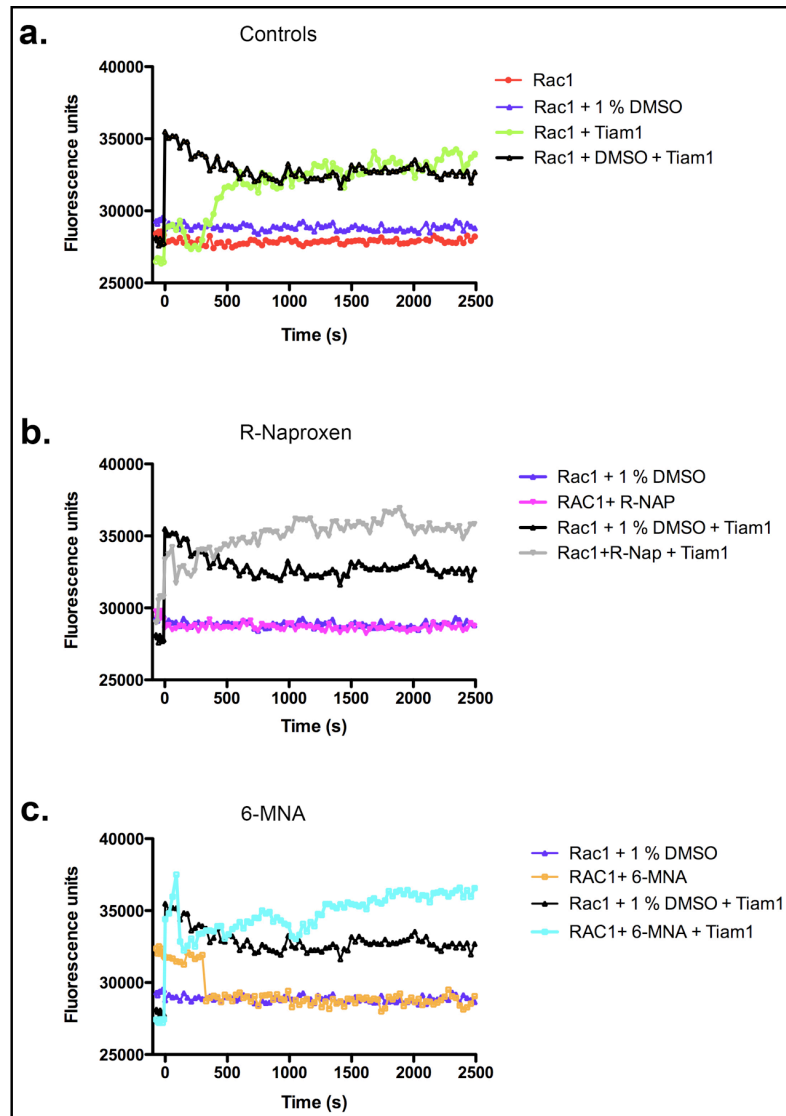 a.
Controls
40000
35000
30000
25000
Fluorescence units
0 500 1000 1500 2000 2500
Time (s)
Rac1
Rac1 + 1 % DMSO
Rac1 + Tiam1
Rac1 + DMSO + Tiam1
b.
R-Naproxen
40000
35000
30000
25000
Fluorescence units
0 500 1000 1500 2000 2500
Time (s)
Rac1 + 1 % DMSO
RAC1+ R-NAP
Rac1 + 1 % DMSO + Tiam1
Rac1+R-Nap + Tiam1
c.
6-MNA
40000
35000
30000
25000
Fluorescence units
0 500 1000 1500 2000 2500
Time (s)
Rac1 + 1 % DMSO
RAC1+ 6-MNA
Rac1 + 1 % DMSO + Tiam1
RAC1+ 6-MNA + Tiam1